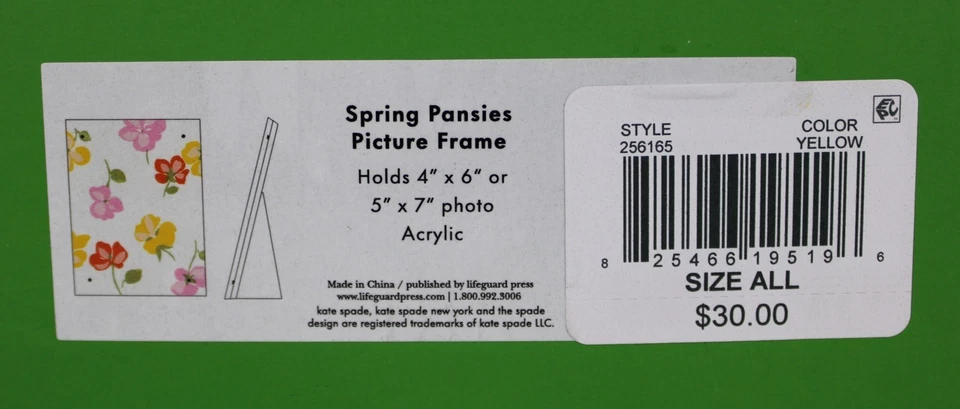 Spring Pansies
Picture Frame
Holds 4" x 6" or
5" x 7" photo
Acrylic
Made in China / published by lifeguard press
www.lifeguardpress.com | 1.800.992.3006
kate spade, kate spade new york and the spade
design are registered trademarks of kate spade LLC.
EPC
STYLE
256165
COLOR
YELLOW
8 25466 19519 6
SIZE ALL
$30.00